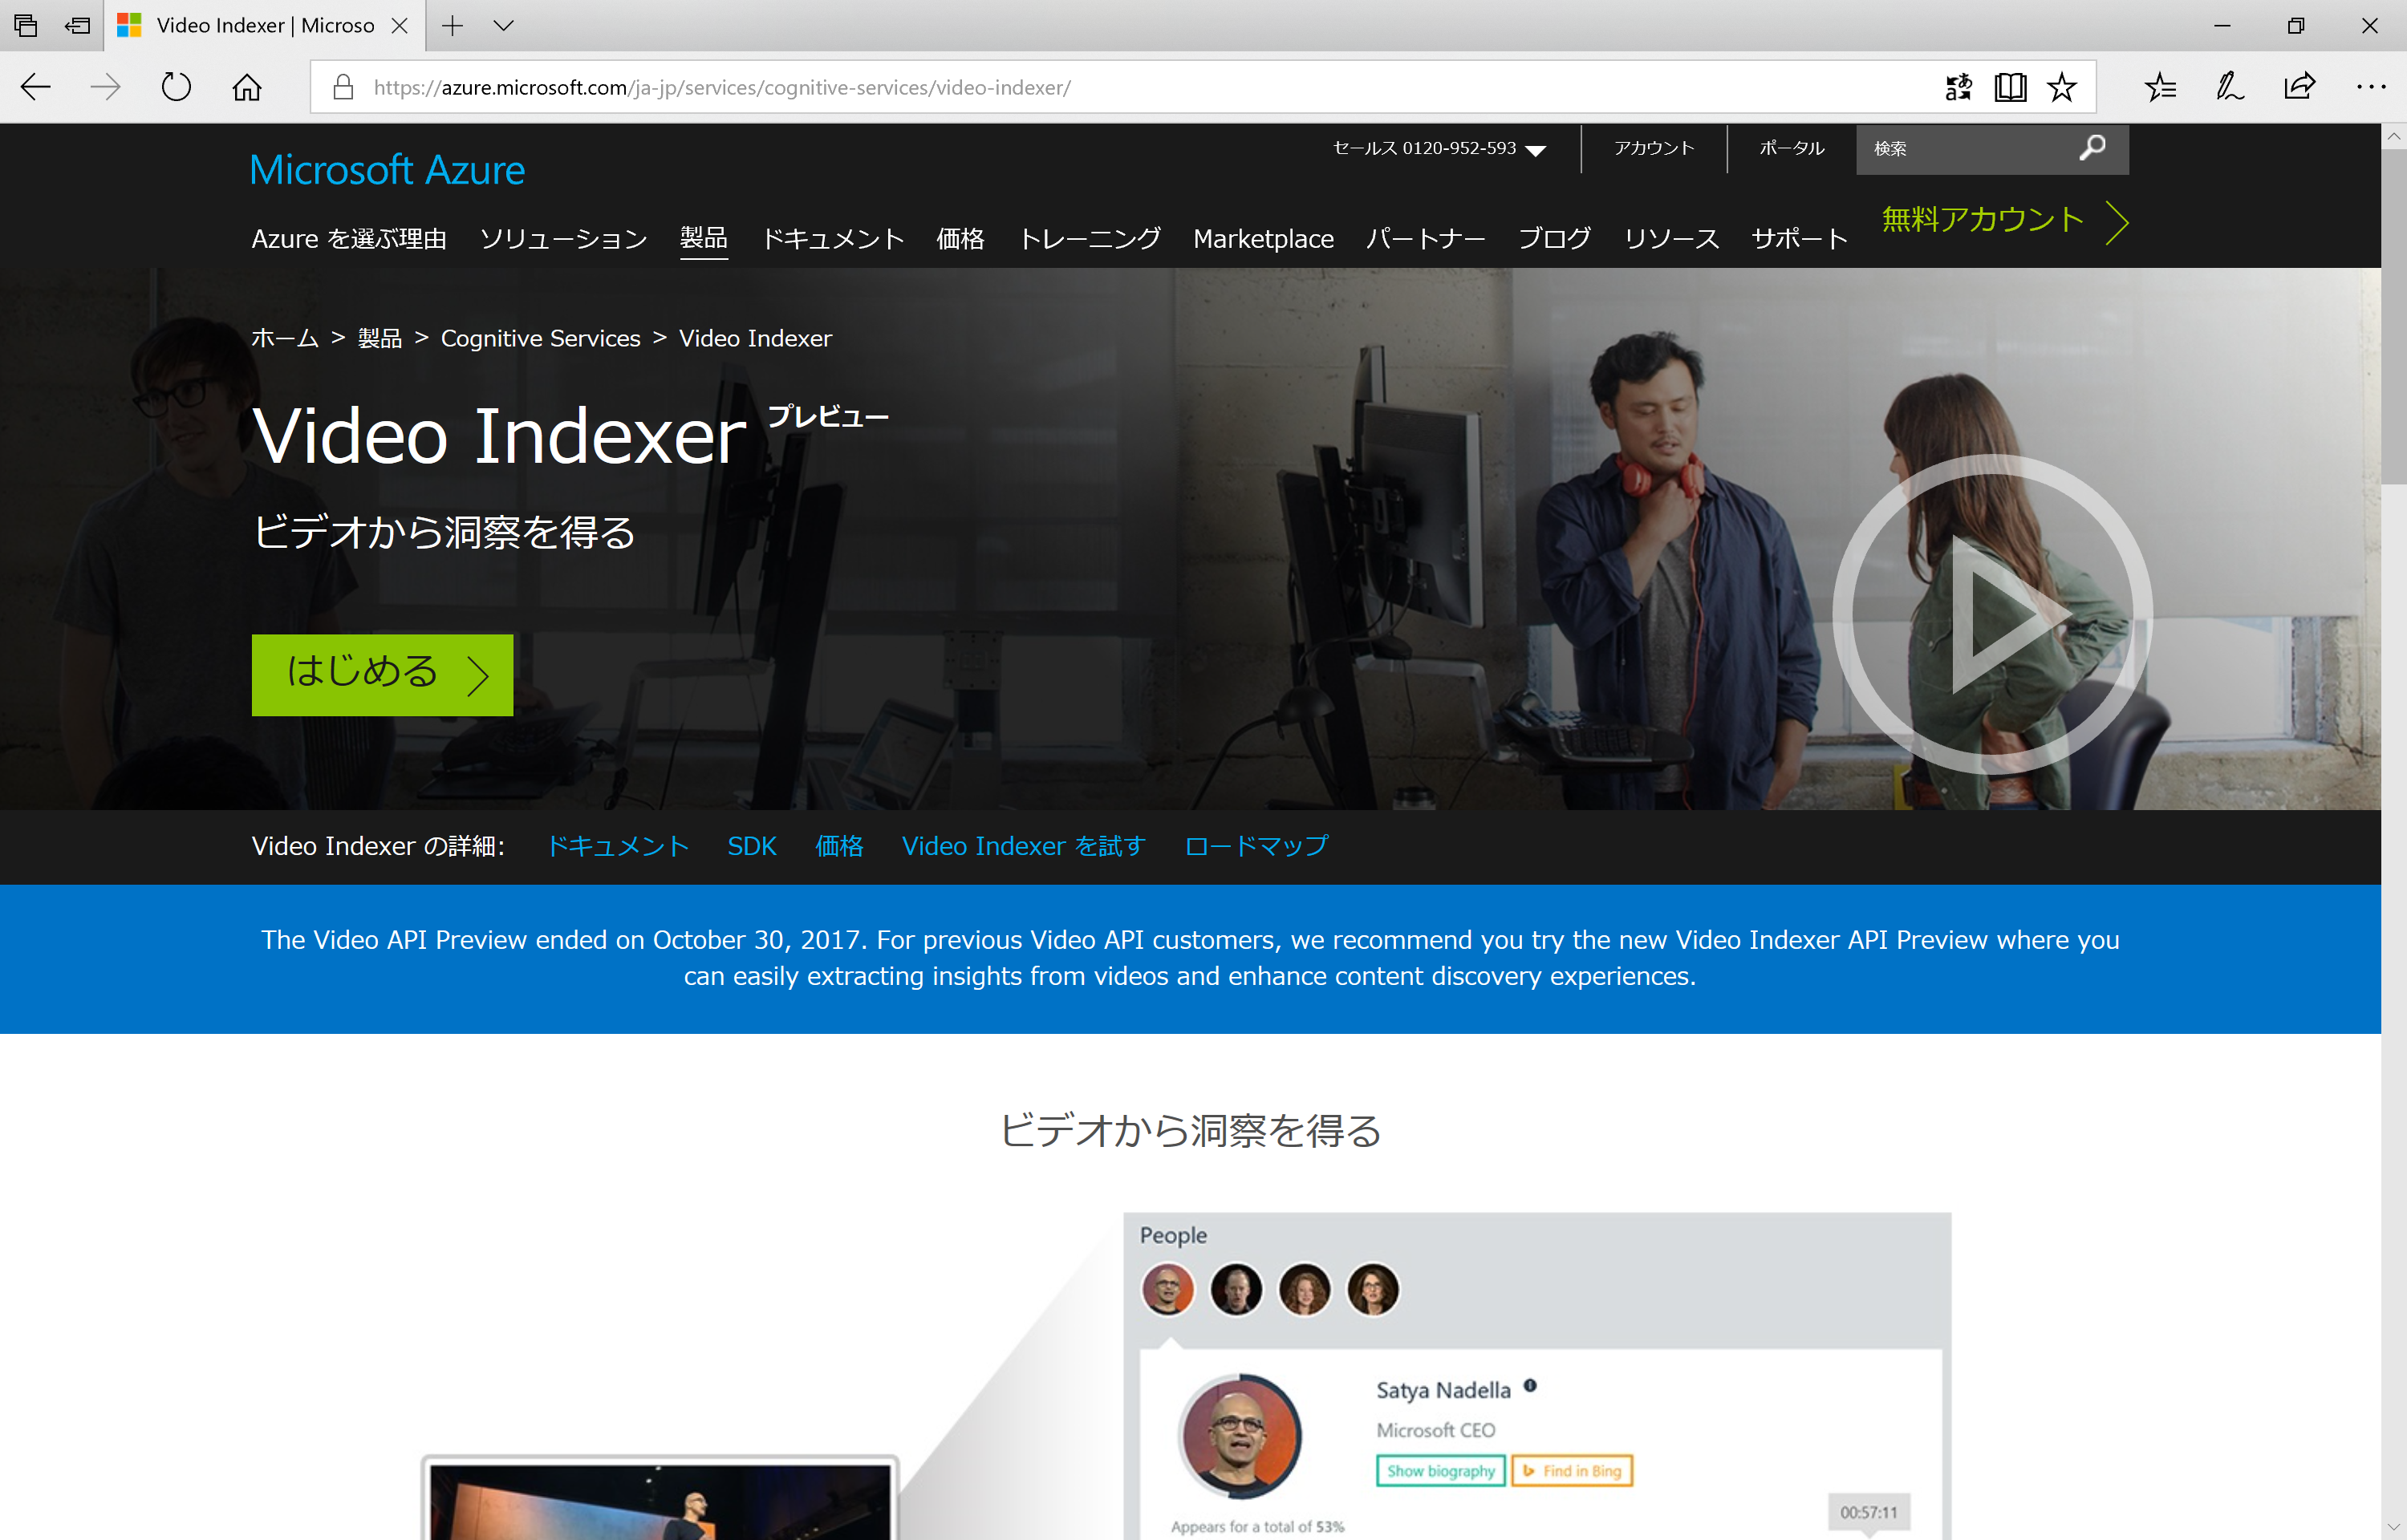 Video Indexer | Microso
https://azure.microsoft.com/ja-jp/services/cognitive-services/video-indexer/
セールス 0120-952-593
アカウント
ポータル
検索
Microsoft Azure
Azure を選ぶ理由 ソリューション 製品 ドキュメント 価格 トレーニング Marketplace パートナー ブログ リソース サポート
無料アカウント
ホーム > 製品 > Cognitive Services > Video Indexer
Video Indexer プレビュー
ビデオから洞察を得る
はじめる
Video Indexer の詳細: ドキュメント SDK 価格 Video Indexer を試す ロードマップ
The Video API Preview ended on October 30, 2017. For previous Video API customers, we recommend you try the new Video Indexer API Preview where you
can easily extracting insights from videos and enhance content discovery experiences.
ビデオから洞察を得る
People
Satya Nadella
Microsoft CEO
Show biography
Find in Bing
00:57:11
Appears for a total of 53%